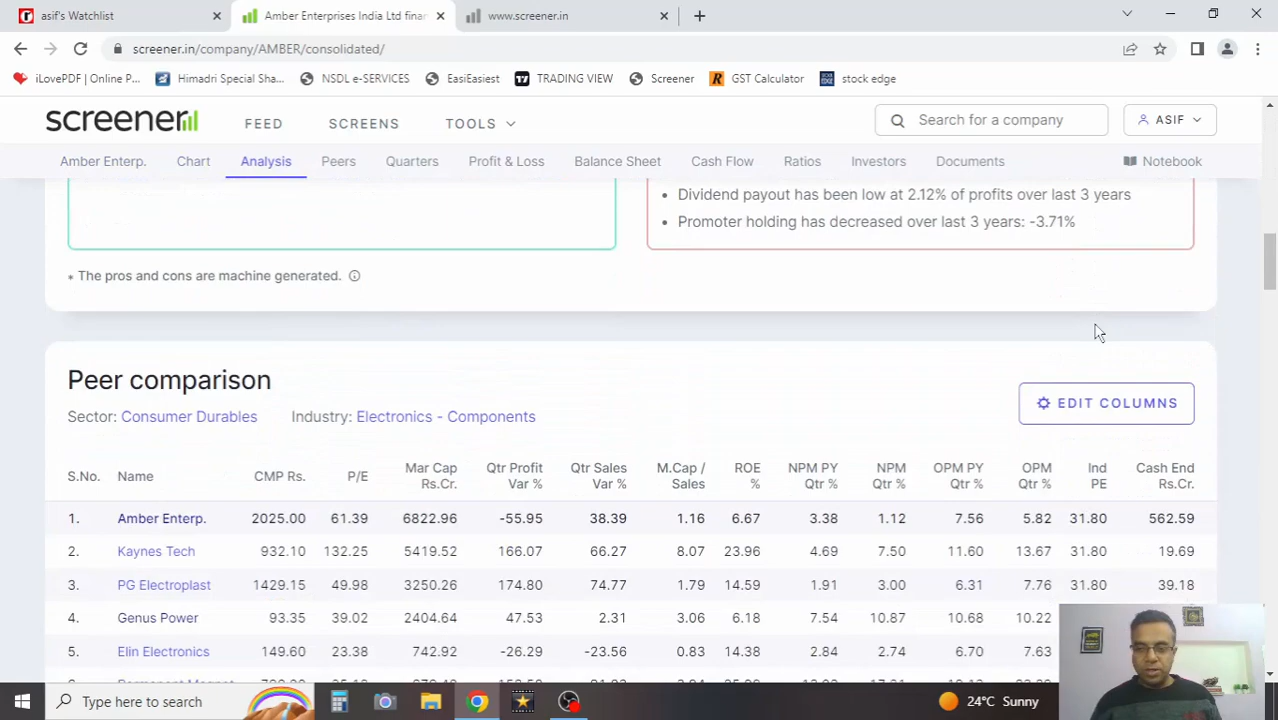 asif's Watchlist
Amber Enterprises India Ltd finan
www.screener.in
screener.in/company/AMBER/consolidated/
iLovePDF | Online P...
Himadri Special Sha...
NSDL e-SERVICES
EasiEasiest
TRADING VIEW
Screener
GST Calculator
stock edge
screener
FEED
SCREENS
TOOLS
Search for a company
ASIF
Amber Enterp.
Chart
Analysis
Peers
Quarters
Profit & Loss
Balance Sheet
Cash Flow
Ratios
Investors
Documents
Notebook
• Dividend payout has been low at 2.12% of profits over last 3 years
• Promoter holding has decreased over last 3 years: -3.71%
* The pros and cons are machine generated.
Peer comparison
Sector: Consumer Durables Industry: Electronics - Components
EDIT COLUMNS
S.No. Name CMP Rs. P/E Mar Cap Rs.Cr. Qtr Profit Var % Qtr Sales Var % M.Cap / Sales ROE % NPM PY Qtr % NPM Qtr % OPM PY Qtr % OPM Qtr % Ind PE Cash End Rs.Cr.
1. Amber Enterp. 2025.00 61.39 6822.96 -55.95 38.39 1.16 6.67 3.38 1.12 7.56 5.82 31.80 562.59
2. Kaynes Tech 932.10 132.25 5419.52 166.07 66.27 8.07 23.96 4.69 7.50 11.60 13.67 31.80 19.69
3. PG Electroplast 1429.15 49.98 3250.26 174.80 74.77 1.79 14.59 1.91 3.00 6.31 7.76 31.80 39.18
4. Genus Power 93.35 39.02 2404.64 47.53 2.31 3.06 6.18 7.54 10.87 10.68 10.22
5. Elin Electronics 149.60 23.38 742.92 -26.29 -23.56 0.83 14.38 2.84 2.74 6.70 7.63
Type here to search
24°C Sunny